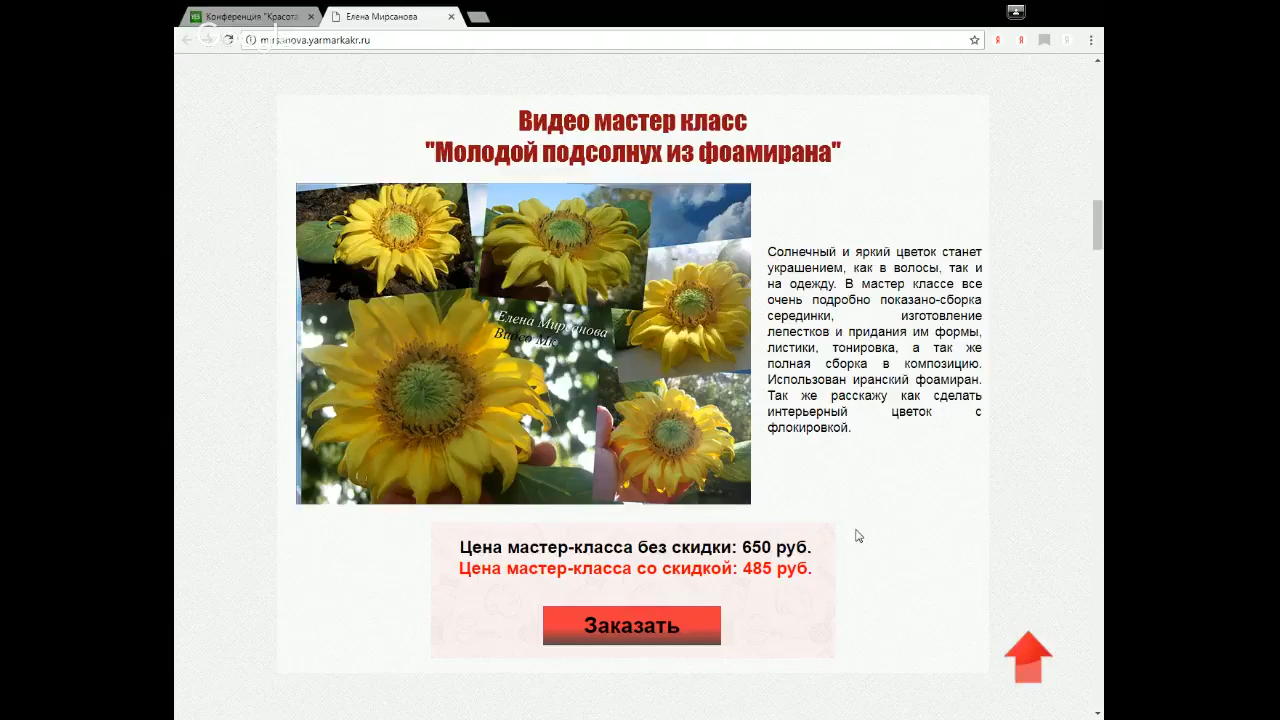 Конференция "Красота
Елена Мирсанова
mirsanova.yarmarkakr.ru
Видео мастер класс
"Молодой подсолнух из фоамирана"
Елена Мирсанова
Видео МК
Солнечный и яркий цветок станет
украшением, как в волосы, так и
на одежду. В мастер классе все
очень подробно показано-сборка
серединки, изготовление
лепестков и придания им формы,
листики, тонировка, а так же
полная сборка в композицию.
Использован иранский фоамиран.
Так же расскажу как сделать
интерьерный цветок с
флокировкой.
Цена мастер-класса без скидки: 650 руб.
Цена мастер-класса со скидкой: 485 руб.
Заказать